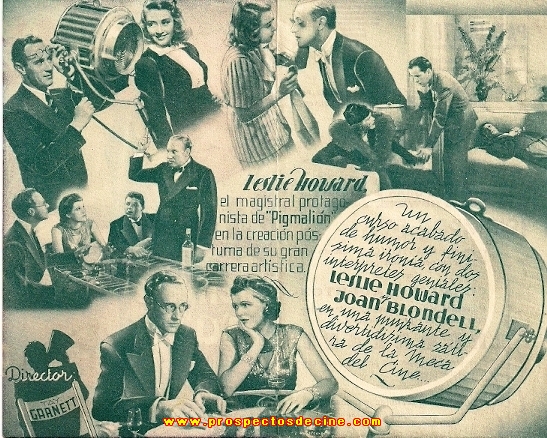 Leslie Howard,
el magistral protago-
nista de "Pigmalión"
en la creación pós-
tuma de su gran
carrera artística.
Un
curso acabado
de humor y finí-
sima ironía, con dos
intérpretes geniales:
LESLIE HOWARD
y
JOAN BLONDELL,
en una punzante y
divertidísima sáti-
ra de la Meca
del Cine...
Director
TAY
GARNETT
www.prospectosdecine.com